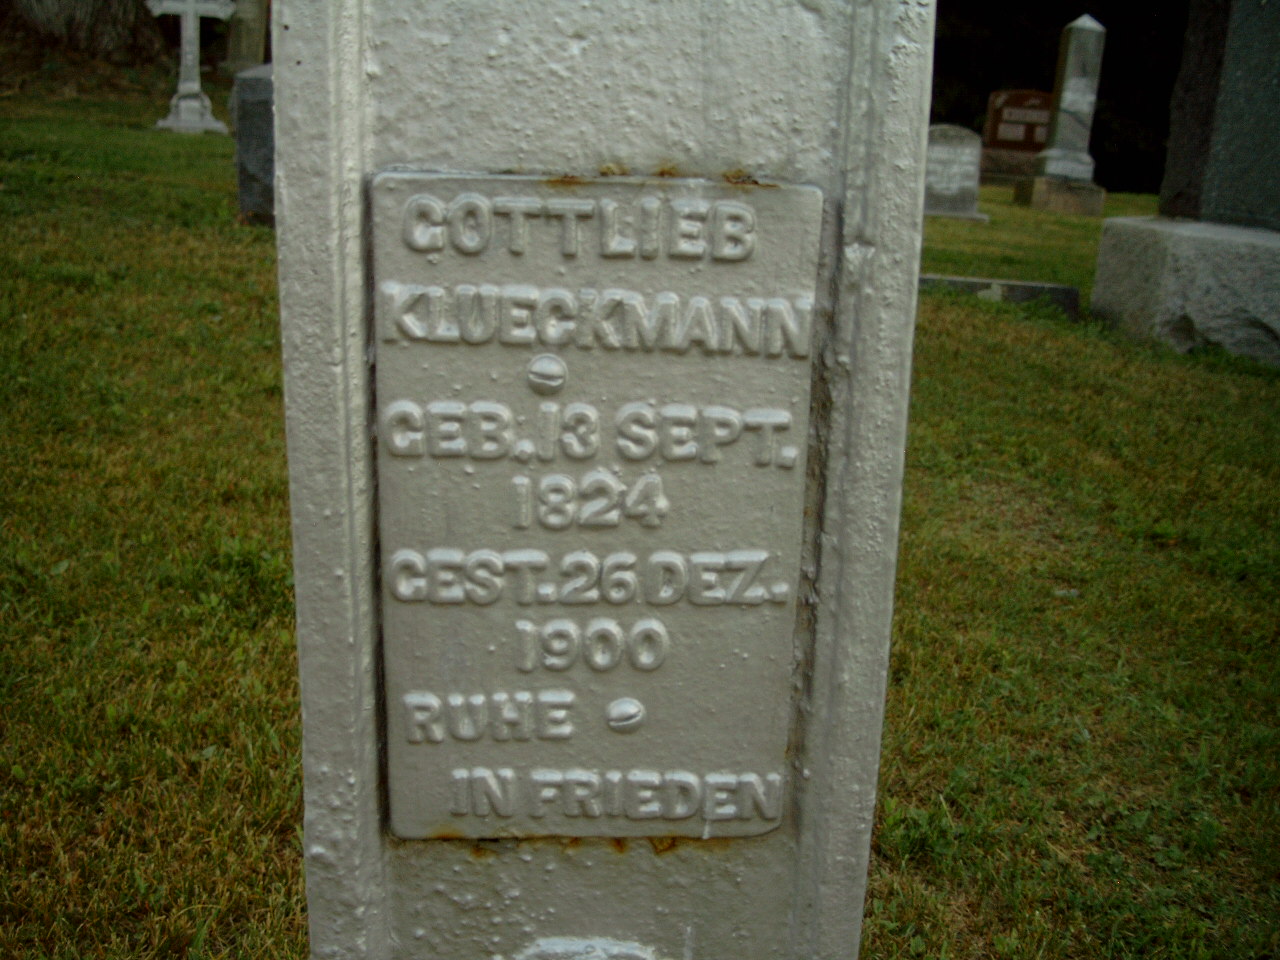 GOTTLIEB
KLUECKMANN
GEB. 13 SEPT.
1824
GEST. 26 DEZ.
1900
RUHE
IN FRIEDEN